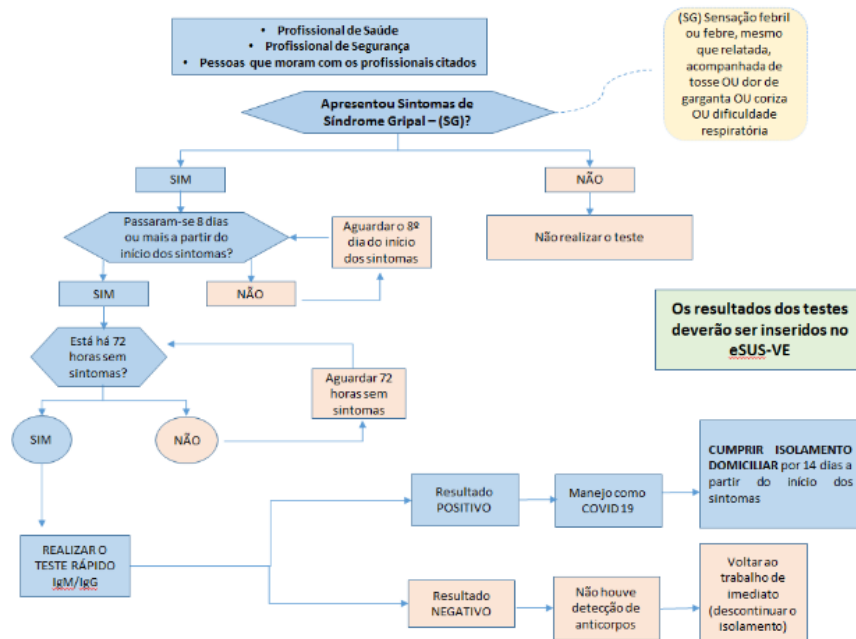 • Profissional de Saúde
• Profissional de Segurança
• Pessoas que moram com os profissionais citados
(SG) Sensação febril
ou febre, mesmo
que relatada,
acompanhada de
tosse OU dor de
garganta OU coriza
OU dificuldade
respiratória
Apresentou Sintomas de
Síndrome Gripal – (SG)?
SIM
NÃO
Passaram-se 8 dias
ou mais a partir do
início dos sintomas?
Aguardar o 8º
dia do início
dos sintomas
Não realizar o teste
SIM
NÃO
Os resultados dos testes
deverão ser inseridos no
eSUS-VE
Está há 72
horas sem
sintomas?
Aguardar 72
horas sem
sintomas
SIM
NÃO
Resultado
POSITIVO
Manejo como
COVID 19
CUMPRIR ISOLAMENTO
DOMICILIAR por 14 dias a
partir do início dos
sintomas
REALIZAR O
TESTE RÁPIDO
IgM/IgG
Resultado
NEGATIVO
Não houve
detecção de
anticorpos
Voltar ao
trabalho de
imediato
(descontinuar o
isolamento)